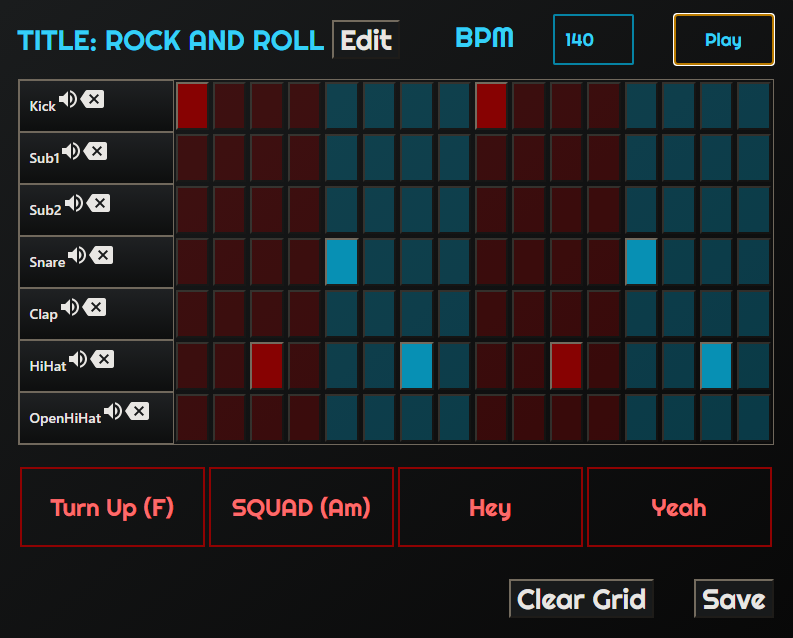 TITLE: ROCK AND ROLL Edit BPM 140 Play
Kick
Sub1
Sub2
Snare
Clap
HiHat
OpenHiHat
Turn Up (F) SQUAD (Am) Hey Yeah
Clear Grid Save